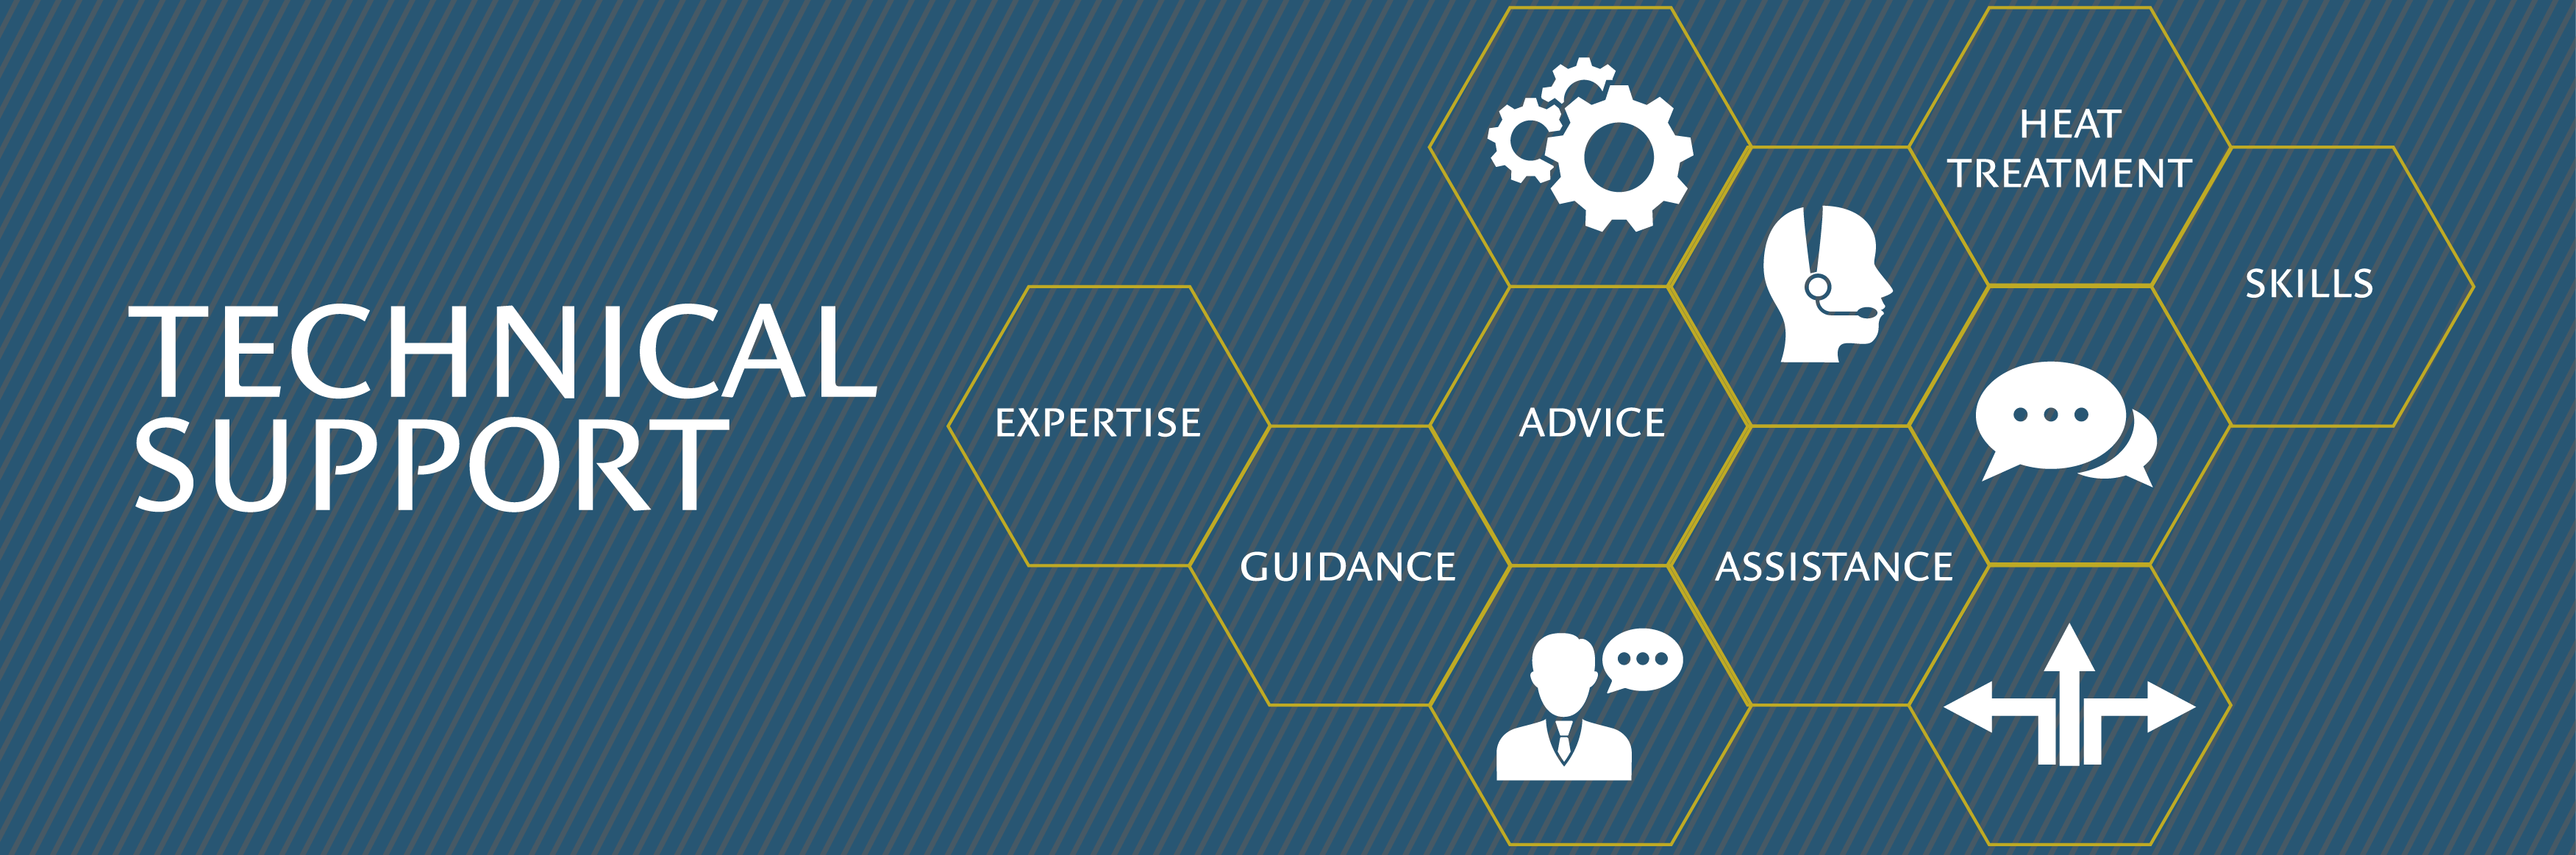 TECHNICAL
SUPPORT
EXPERTISE
GUIDANCE
ADVICE
ASSISTANCE
HEAT
TREATMENT
SKILLS